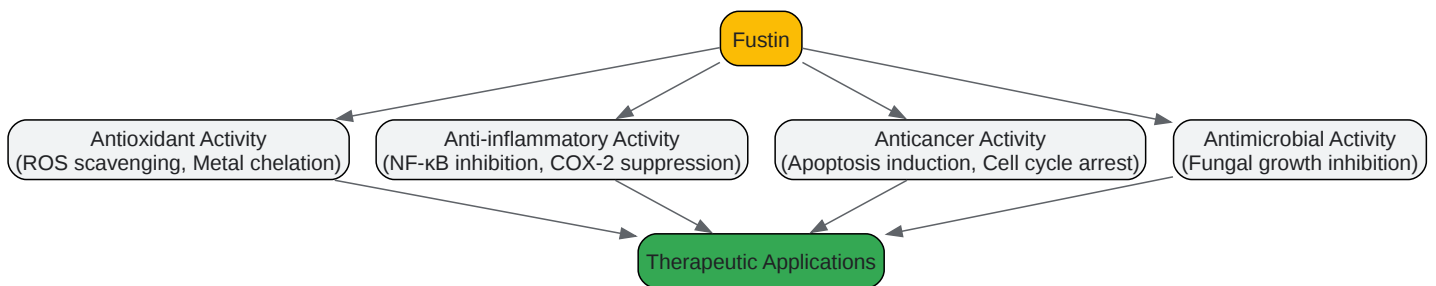 Fustin
Antioxidant Activity
(ROS scavenging, Metal chelation)
Anti-inflammatory Activity
(NF-κB inhibition, COX-2 suppression)
Anticancer Activity
(Apoptosis induction, Cell cycle arrest)
Antimicrobial Activity
(Fungal growth inhibition)
Therapeutic Applications